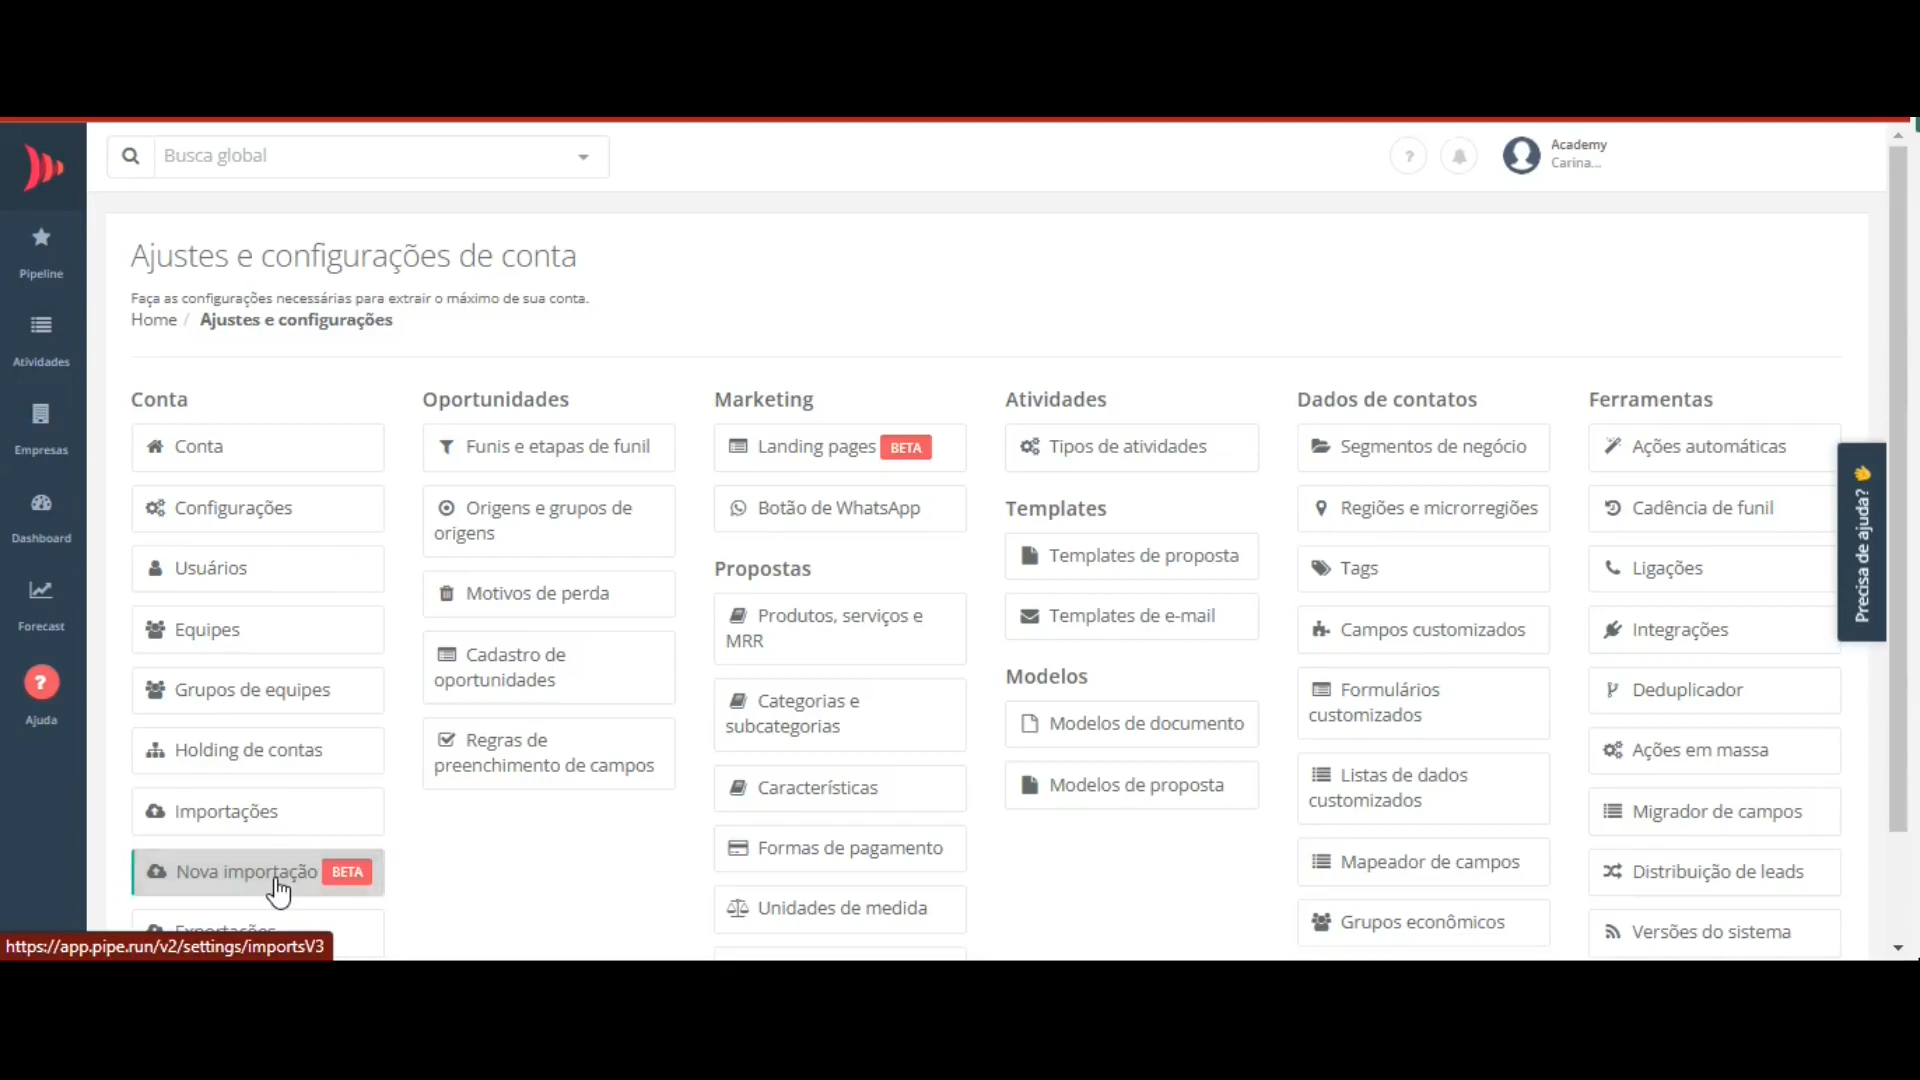 Busca global
?
Academy
Carina...
Pipeline
Atividades
Empresas
Dashboard
Forecast
?
Ajuda
Ajustes e configurações de conta
Faça as configurações necessárias para extrair o máximo de sua conta.
Home / Ajustes e configurações
Conta
Conta
Configurações
Usuários
Equipes
Grupos de equipes
Holding de contas
Importações
Nova importação BETA
Exportações
Oportunidades
Funis e etapas de funil
Origens e grupos de
origens
Motivos de perda
Cadastro de
oportunidades
Regras de
preenchimento de campos
Marketing
Landing pages BETA
Botão de WhatsApp
Propostas
Produtos, serviços e
MRR
Categorias e
subcategorias
Características
Formas de pagamento
Unidades de medida
Atividades
Tipos de atividades
Templates
Templates de proposta
Templates de e-mail
Modelos
Modelos de documento
Modelos de proposta
Dados de contatos
Segmentos de negócio
Regiões e microrregiões
Tags
Campos customizados
Formulários
customizados
Listas de dados
customizados
Mapeador de campos
Grupos econômicos
Ferramentas
Ações automáticas
Cadência de funil
Ligações
Integrações
Deduplicador
Ações em massa
Migrador de campos
Distribuição de leads
Versões do sistema
Precisa de ajuda? 👋
https://app.pipe.run/v2/settings/importsV3